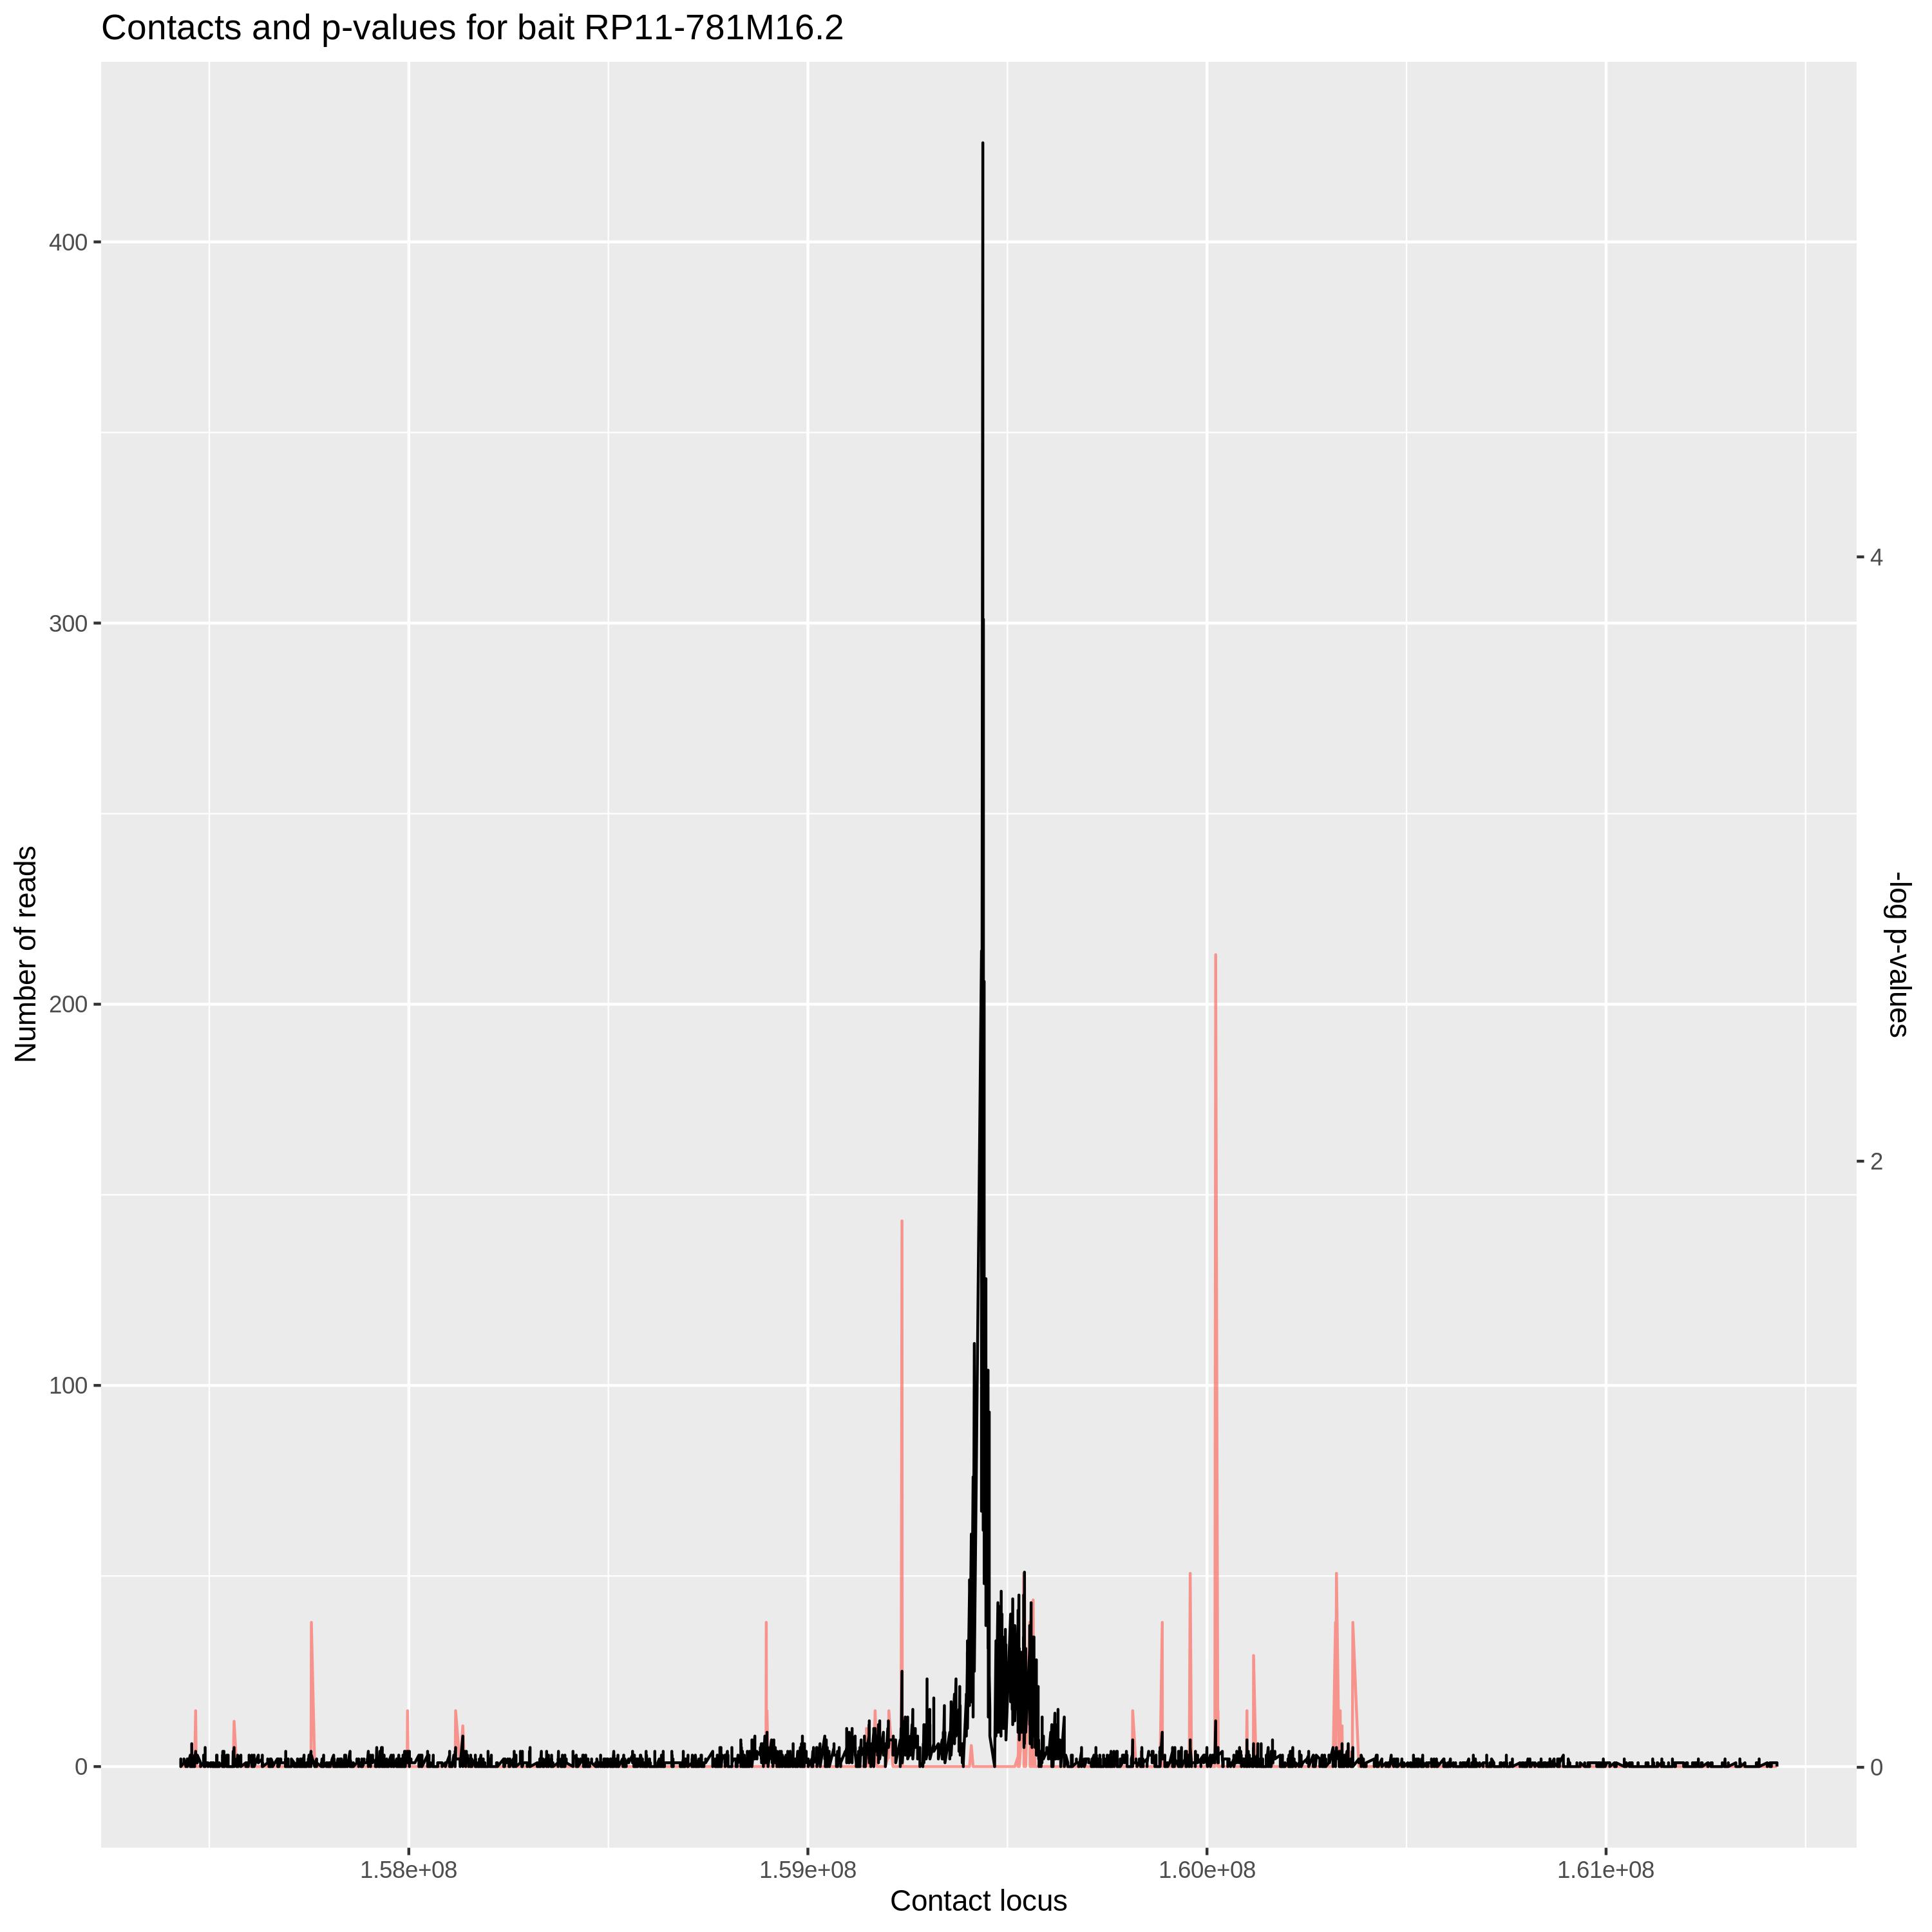 Contacts and p-values for bait RP11-781M16.2
400
300
200
100
0
Number of reads
4
2
0
-log p-values
1.58e+08
1.59e+08
1.60e+08
1.61e+08
Contact locus